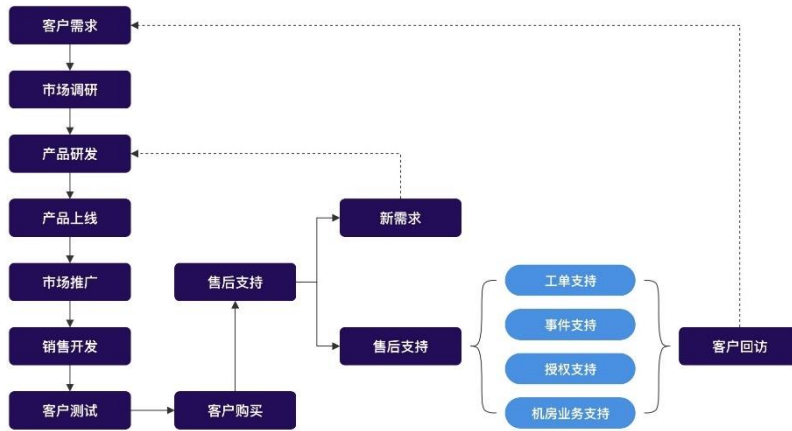 客户需求
市场调研
产品研发
产品上线
市场推广
销售开发
客户测试
客户购买
售后支持
新需求
售后支持
工单支持
事件支持
授权支持
机房业务支持
客户回访